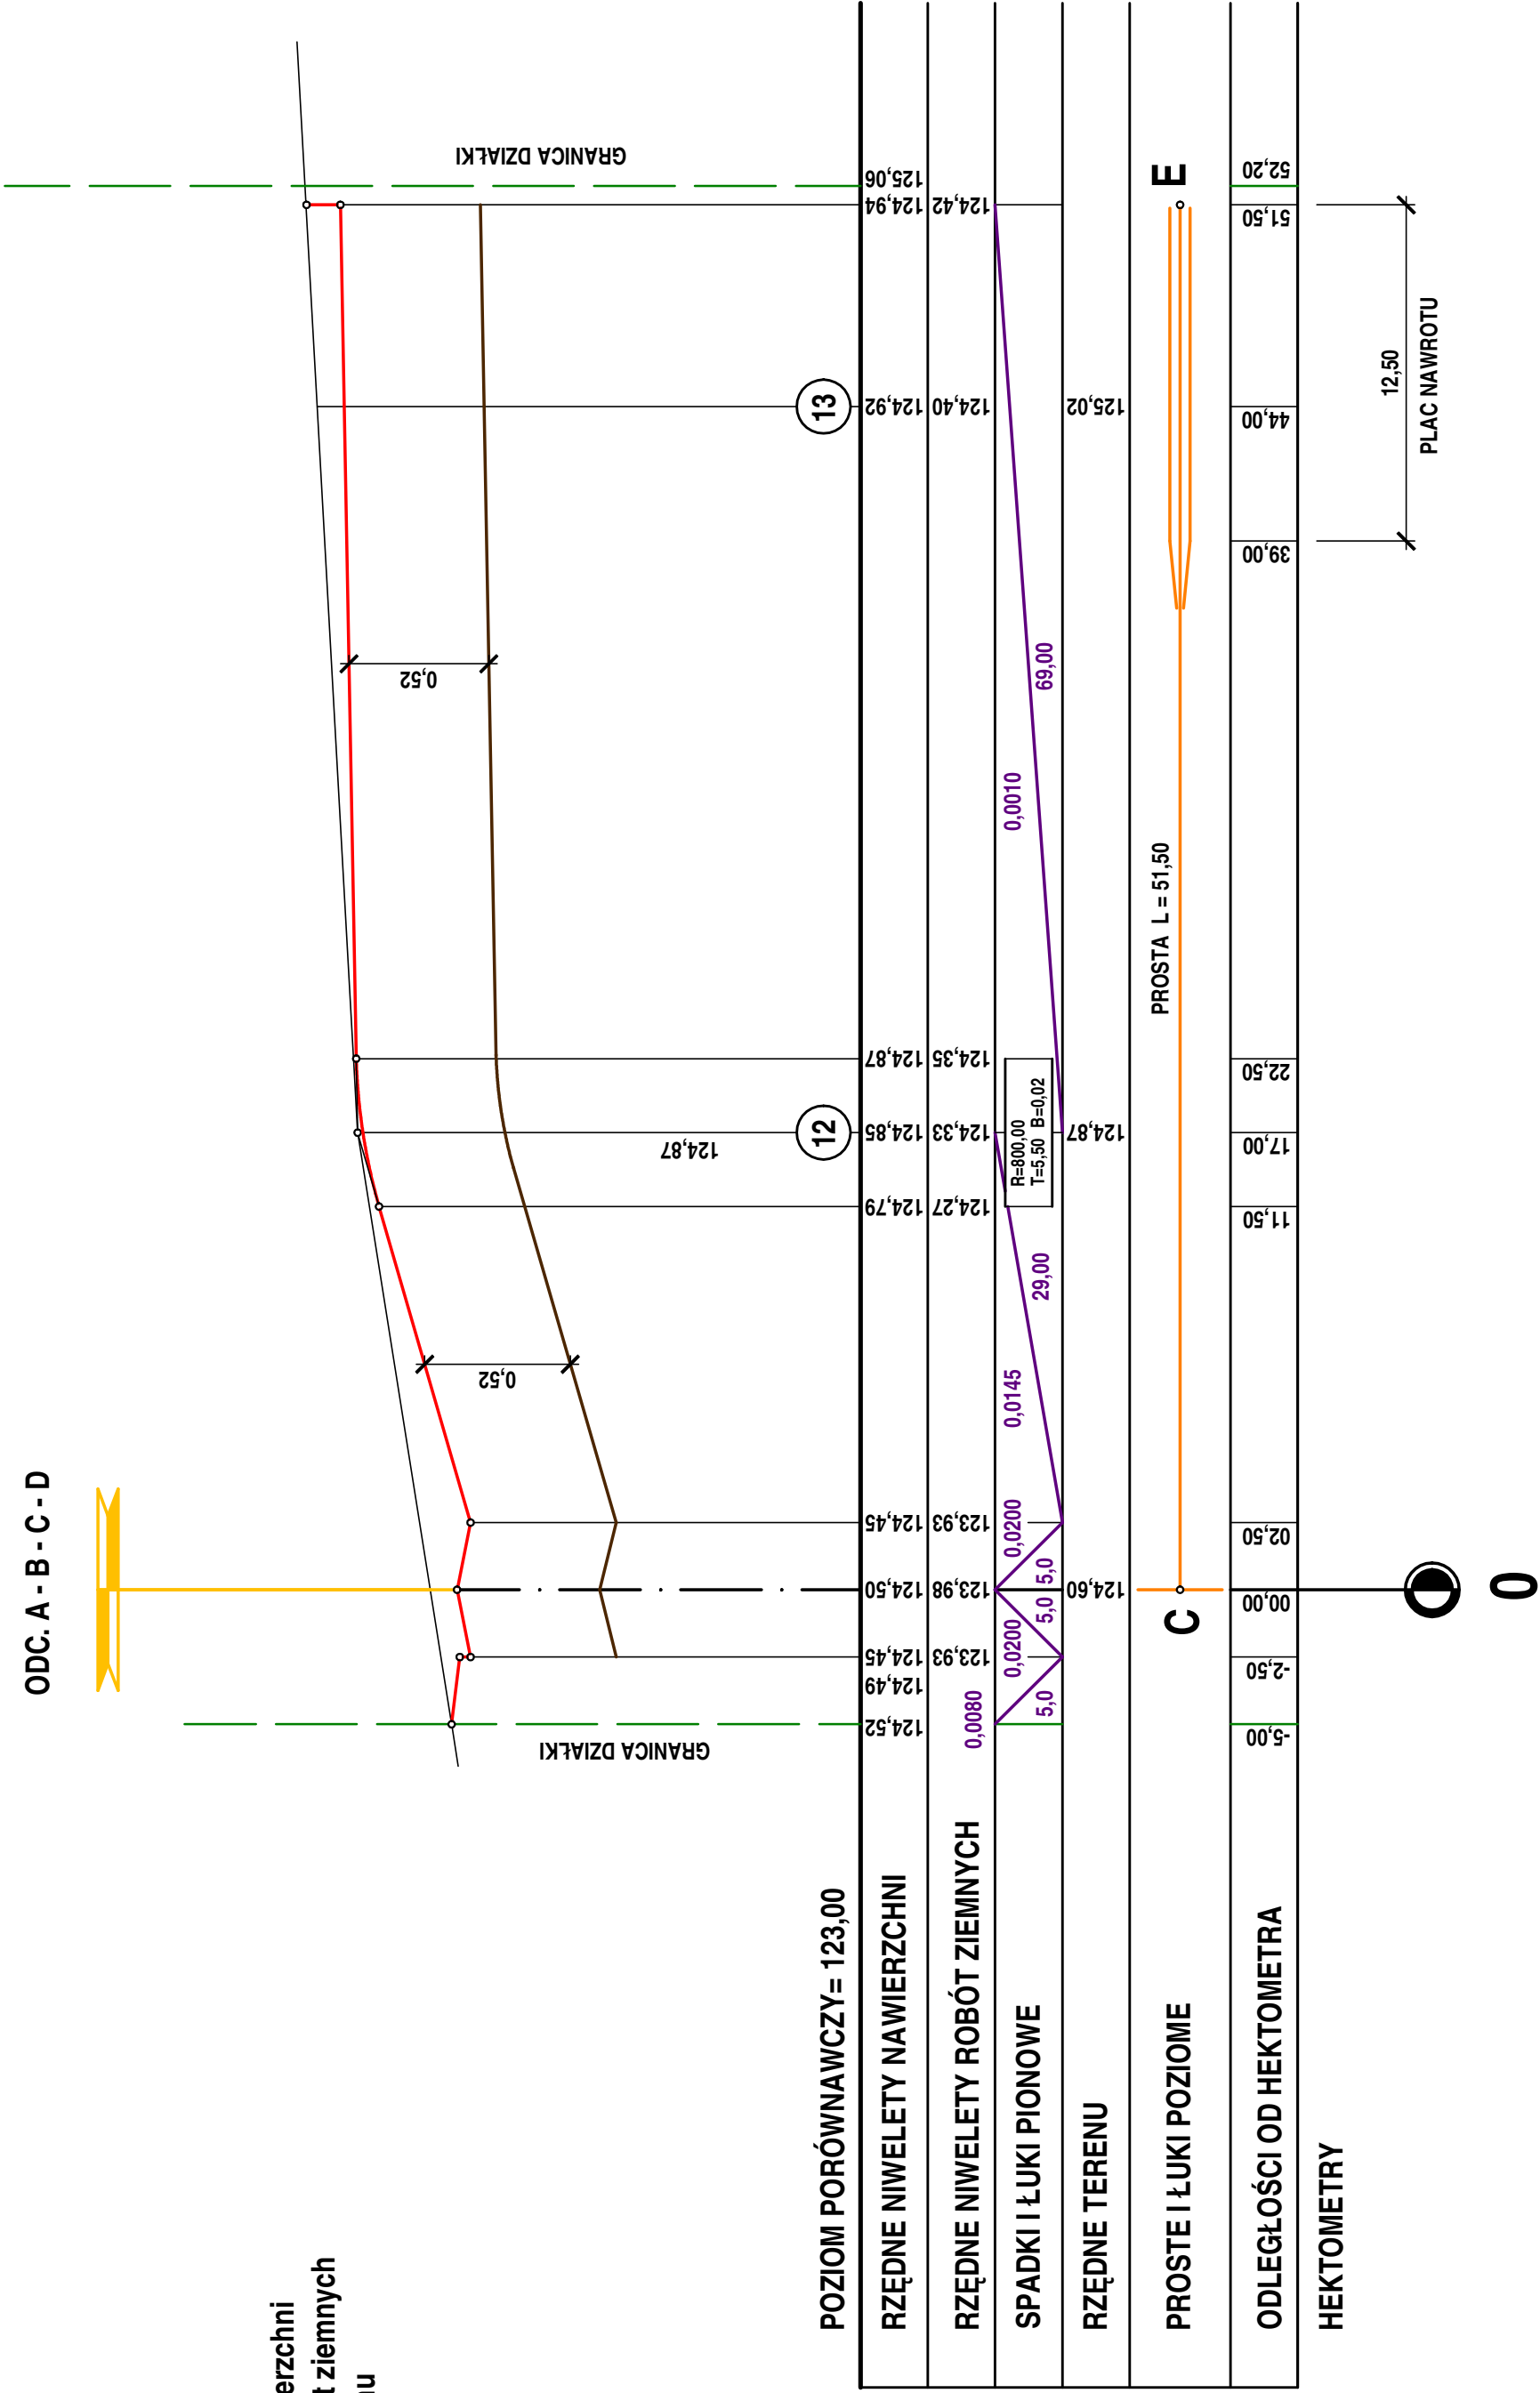 ODC. A - B - C - D
erzchni
t ziemnych
nu
GRANICA DZIAŁKI
GRANICA DZIAŁKI
0,52
0,52
124,87
12
13
POZIOM PORÓWNAWCZY= 123,00
RZĘDNE NIWELETY NAWIERZCHNI
124,52
124,49
124,45
124,50
124,45
124,79
124,85
124,87
124,92
124,94
125,06
RZĘDNE NIWELETY ROBÓT ZIEMNYCH
123,93
123,98
123,93
124,27
124,33
124,35
124,40
124,42
SPADKI I ŁUKI PIONOWE
0,0080
5,0
0,0200
5,0
5,0
0,0200
0,0145
29,00
R=800,00
T=5,50 B=0,02
0,0010
69,00
RZĘDNE TERENU
124,60
124,87
125,02
PROSTE I ŁUKI POZIOME
C
PROSTA L = 51,50
E
ODLEGŁOŚCI OD HEKTOMETRA
-5,00
-2,50
00,00
02,50
11,50
17,00
22,50
39,00
44,00
51,50
52,20
HEKTOMETRY
0
12,50
PLAC NAWROTU